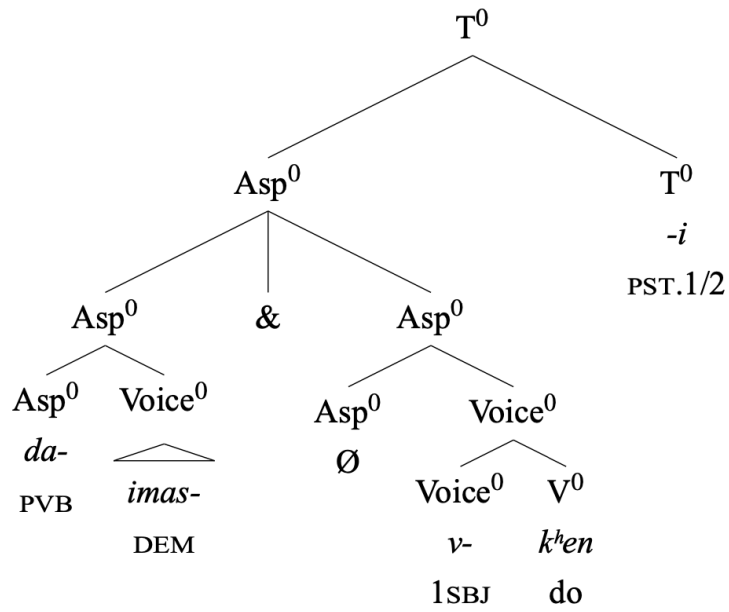 T⁰
Asp⁰ T⁰
-i
PST.1/2
Asp⁰ & Asp⁰
Asp⁰ Voice⁰ Asp⁰ Voice⁰
da- Ø
PVB imas- Voice⁰ V⁰
DEM v- kʰen
1SBJ do